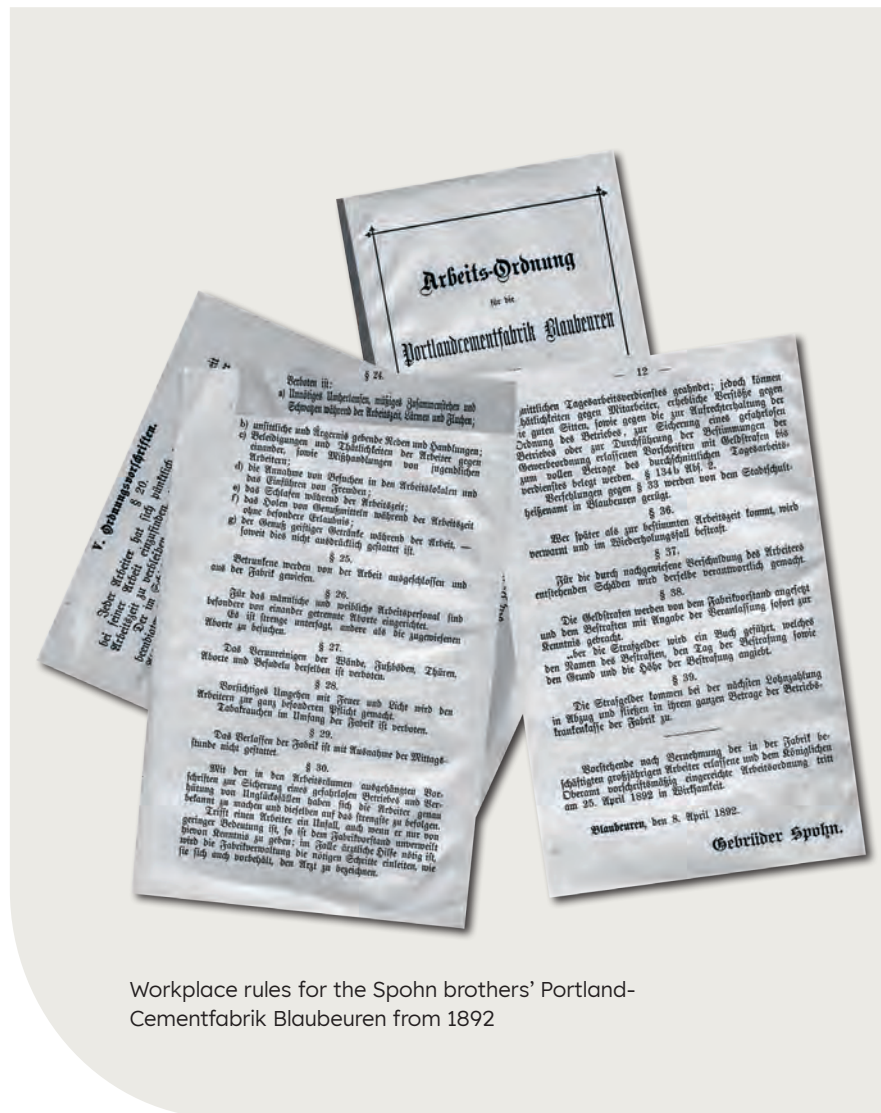 Arbeits-Ordnung
für die
Portlandcementfabrik Blaubeuren
V. Ordnungsvorschriften.
§ 20.
Jeder Arbeiter hat sich pünktlich
bei seiner Arbeit einzufinden,
Arbeitszeit zu verbleiben
Der im
§ 24.
Verboten ist:
a) Unnötiges Umherlaufen, müßiges Zusammenstehen und
Schwatzen während der Arbeitszeit, Lärmen und Fluchen;
b) unsittliche und Ärgernis gebende Reden und Handlungen;
c) Beleidigungen und Thätlichkeiten der Arbeiter gegen
einander, sowie Mißhandlungen von jugendlichen
Arbeitern;
d) die Annahme von Besuchen in den Arbeitslokalen und
das Einführen von Fremden;
e) das Schlafen während der Arbeitszeit;
f) das Holen von Genußmitteln während der Arbeitszeit
ohne besondere Erlaubnis;
g) der Genuß geistiger Getränke während der Arbeit, —
soweit dies nicht ausdrücklich gestattet ist.
§ 25.
Betrunkene werden von der Arbeit ausgeschlossen und
aus der Fabrik gewiesen.
§ 26.
Für das männliche und weibliche Arbeitspersonal sind
besondere von einander getrennte Aborte eingerichtet.
Es ist strenge untersagt, andere als die zugewiesenen
Aborte zu besuchen.
§ 27.
Das Verunreinigen der Wände, Fußböden, Thüren,
Aborte und Besudeln derselben ist verboten.
§ 28.
Vorsichtiges Umgehen mit Feuer und Licht wird den
Arbeitern zur ganz besonderen Pflicht gemacht.
Tabakrauchen im Umfang der Fabrik ist verboten.
§ 29.
Das Verlassen der Fabrik ist mit Ausnahme der Mittags-
stunde nicht gestattet.
§ 30.
Mit den in den Arbeitsräumen ausgehängten Vor-
schriften zur Sicherung eines gefahrlosen Betriebes und Ver-
hütung von Unglücksfällen haben sich die Arbeiter genau
bekannt zu machen und dieselben auf das strengste zu befolgen.
Trifft einen Arbeiter ein Unfall, auch wenn er nur von
geringer Bedeutung ist, so ist dem Fabrikvorstand unverweilt
hievon Kenntnis zu geben; im Falle ärztliche Hilfe nötig ist,
wird die Fabrikverwaltung die nötigen Schritte einleiten, wie
sie sich auch vorbehält, den Arzt zu bezeichnen.
— 12 —
mittlichen Tagesarbeitsverdienstes geahndet; jedoch können
Thätlichkeiten gegen Mitarbeiter, erhebliche Verstöße gegen
die guten Sitten, sowie gegen die zur Aufrechterhaltung der
Ordnung des Betriebes, zur Sicherung eines gefahrlosen
Betriebes oder zur Durchführung der Bestimmungen der
Gewerbeordnung erlassenen Vorschriften mit Geldstrafen bis
zum vollen Betrage des durchschnittlichen Tagesarbeits-
verdienstes belegt werden. § 134b Abs. 2.
Verfehlungen gegen § 33 werden von dem Stadtschult-
heißenamt in Blaubeuren gerügt.
§ 36.
Wer später als zur bestimmten Arbeitszeit kommt, wird
verwarnt und im Wiederholungsfall bestraft.
§ 37.
Für die durch nachgewiesene Verschuldung des Arbeiters
entstehenden Schäden wird derselbe verantwortlich gemacht.
§ 38.
Die Geldstrafen werden von dem Fabrikvorstand angesetzt
und dem Bestraften mit Angabe der Veranlassung sofort zur
Kenntnis gebracht.
ber die Strafgelder wird ein Buch geführt, welches
den Namen des Bestraften, den Tag der Bestrafung sowie
den Grund und die Höhe der Bestrafung angiebt.
§ 39.
Die Strafgelder kommen bei der nächsten Lohnzahlung
in Abzug und fließen in ihrem ganzen Betrage der Betriebs-
krankenkasse der Fabrik zu.
Vorstehende nach Vernehmung der in der Fabrik be-
schäftigten großjährigen Arbeiter erlassene und dem Königlichen
Oberamt vorschriftsmäßig eingereichte Arbeitsordnung tritt
am 25. April 1892 in Wirksamkeit.
Blaubeuren, den 8. April 1892.
Gebrüder Spohn.
Workplace rules for the Spohn brothers’ Portland-
Cementfabrik Blaubeuren from 1892